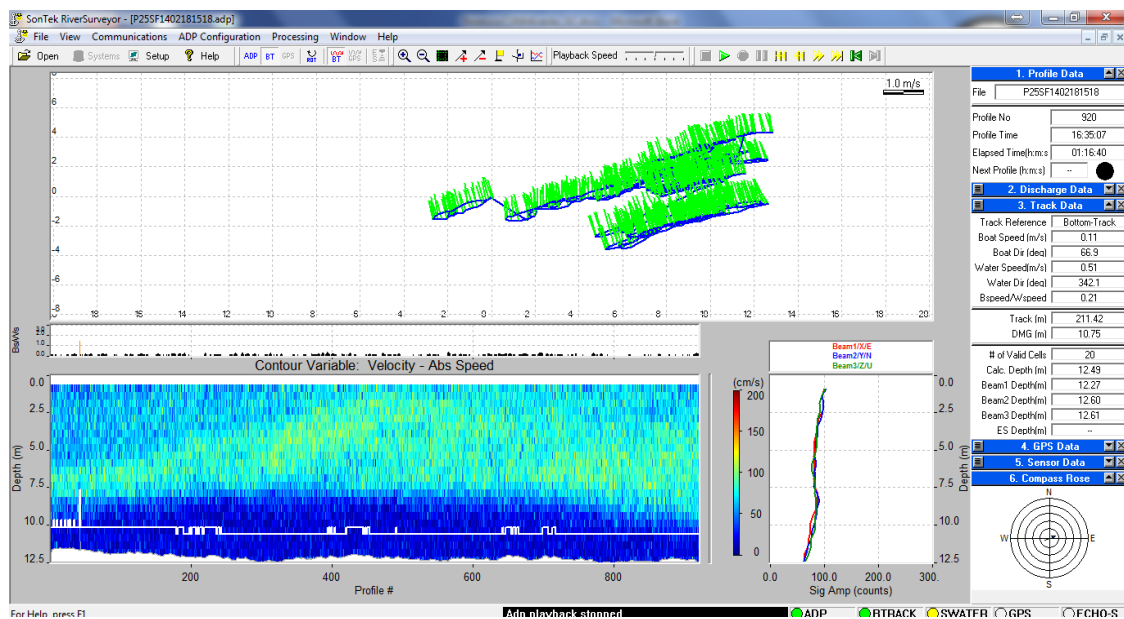 SonTek RiverSurveyor - [P25SF1402181518.adp]
File View Communications ADP Configuration Processing Window Help
Open Systems Setup ? Help ADP BT GPS BT GPS Playback Speed
1.0 m/s
6
4
2
0
-2
-4
-6
-8
18 16 14 12 10 8 6 4 2 0 2 4 6 8 10 12 14 16 18 20
Bs/Ws
1.0
0.0
Contour Variable: Velocity - Abs Speed
Depth (m)
0.0
2.5
5.0
7.5
10.0
12.5
200 400 600 800
Profile #
(cm/s)
200
150
100
50
0
Beam1/X/E
Beam2/Y/N
Beam3/Z/U
0.0
2.5
5.0
7.5
10.0
12.5
Depth (m)
0.0 100.0 200.0 300.
Sig Amp (counts)
1. Profile Data
File P25SF1402181518
Profile No 920
Profile Time 16:35:07
Elapsed Time(h:m:s 01:16:40
Next Profile (h:m:s) --
2. Discharge Data
3. Track Data
Track Reference Bottom-Track
Boat Speed (m/s) 0.11
Boat Dir (deg) 66.9
Water Speed(m/s) 0.51
Water Dir (deg) 342.1
Bspeed/Wspeed 0.21
Track (m) 211.42
DMG (m) 10.75
# of Valid Cells 20
Calc. Depth (m) 12.49
Beam1 Depth(m) 12.27
Beam2 Depth(m) 12.60
Beam3 Depth(m) 12.61
ES Depth(m) --
4. GPS Data
5. Sensor Data
6. Compass Rose
N
W E
S
For Help, press F1
Adp playback stopped
ADP BTRACK SWATER GPS ECHO-S